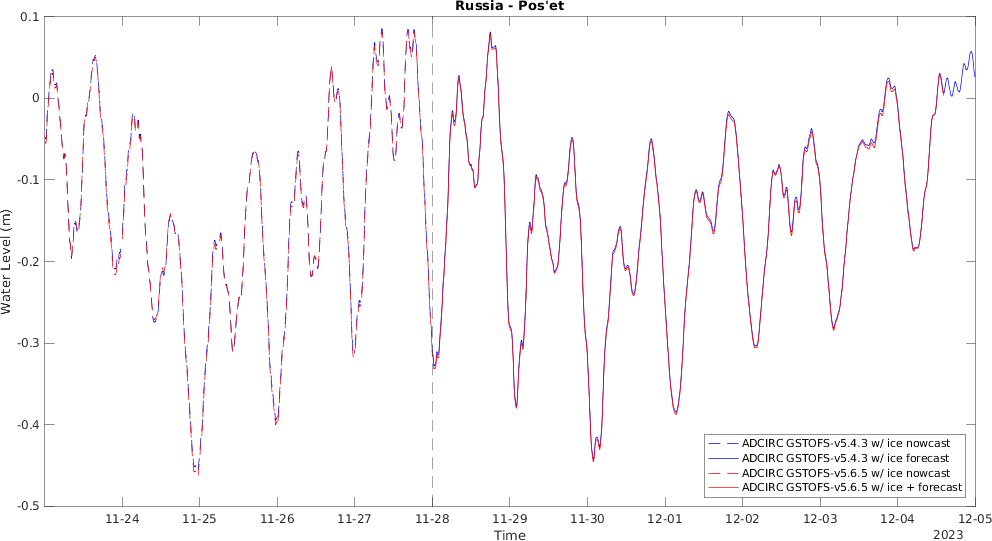 Russia - Pos'et
Water Level (m)
0.1
0
-0.1
-0.2
-0.3
-0.4
-0.5
ADCIRC GSTOFS-v5.4.3 w/ ice nowcast
ADCIRC GSTOFS-v5.4.3 w/ ice forecast
ADCIRC GSTOFS-v5.6.5 w/ ice nowcast
ADCIRC GSTOFS-v5.6.5 w/ ice + forecast
11-24 11-25 11-26 11-27 11-28 11-29 11-30 12-01 12-02 12-03 12-04 12-05
Time
2023